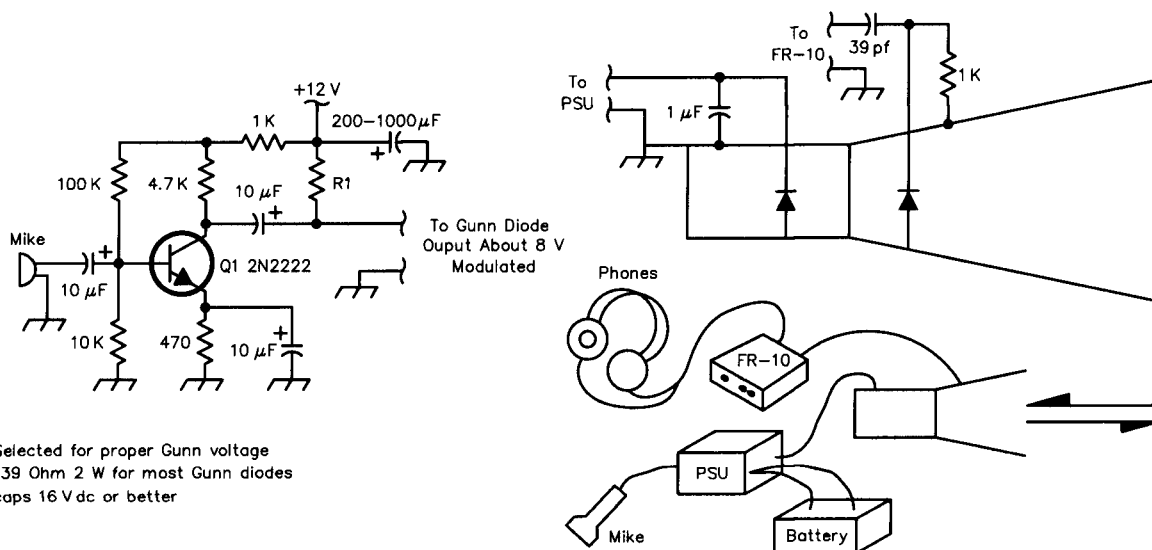 +12 V
1 K
200-1000 µF
+
100 K
4.7 K
10 µF
+
R1
Mike
+
10 µF
Q1 2N2222
To Gunn Diode
Ouput About 8 V
Modulated
10 K
470
10 µF
+
Selected for proper Gunn voltage
39 Ohm 2 W for most Gunn diodes
caps 16 V dc or better
To
FR-10
39 pf
1 K
To
PSU
1 µF
Phones
FR-10
PSU
Mike
Battery